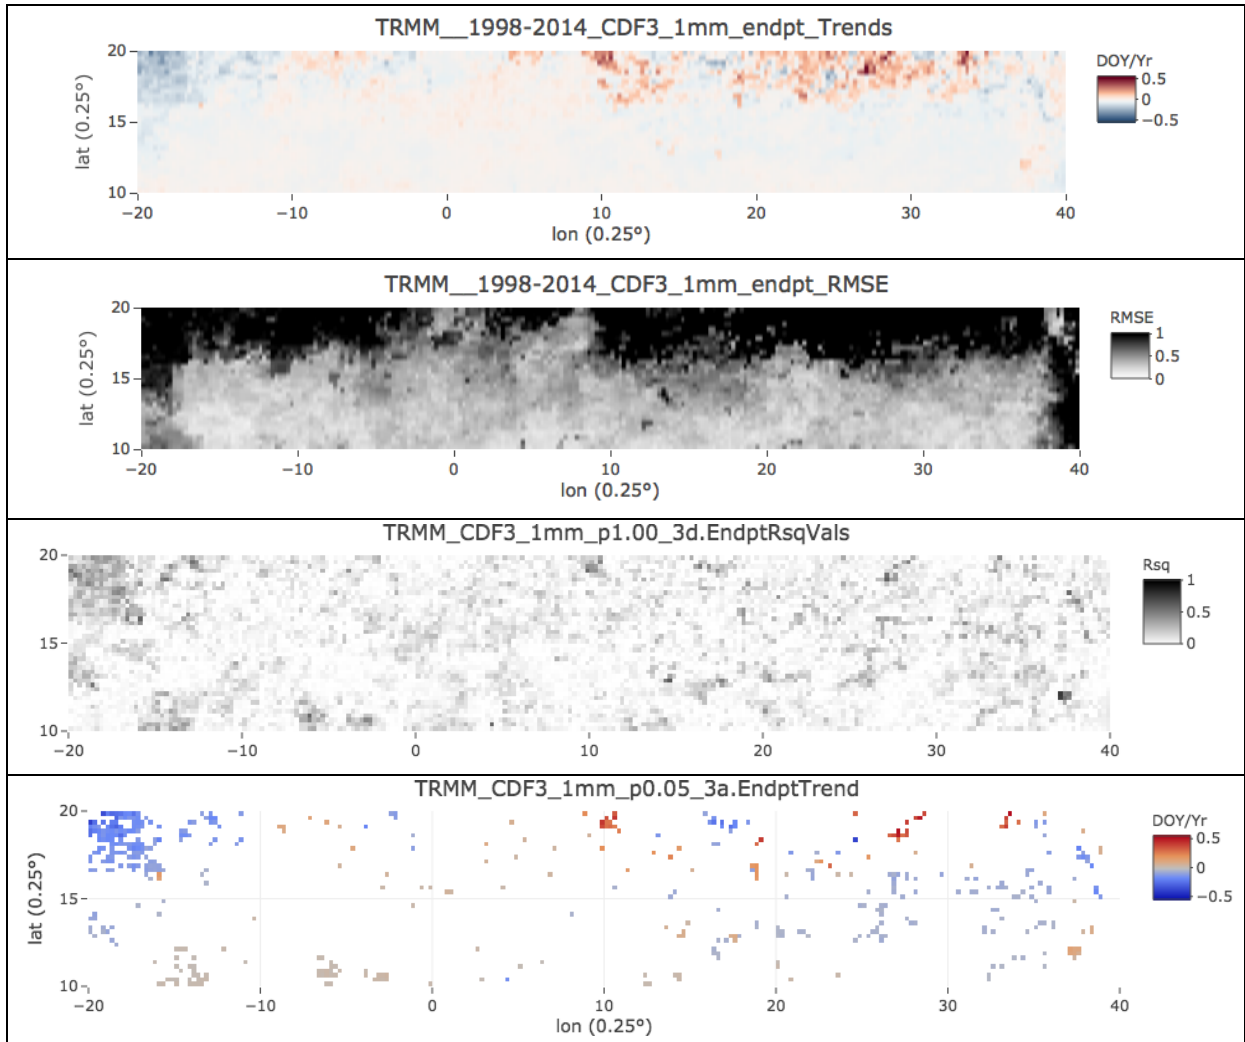 TRMM__1998-2014_CDF3_1mm_endpt_Trends
20
15
10
lat (0.25°)
−20 −10 0 10 20 30 40
lon (0.25°)
DOY/Yr
0.5
0
−0.5
TRMM__1998-2014_CDF3_1mm_endpt_RMSE
20
15
10
lat (0.25°)
−20 −10 0 10 20 30 40
lon (0.25°)
RMSE
1
0.5
0
TRMM_CDF3_1mm_p1.00_3d.EndptRsqVals
20
15
10
−20 −10 0 10 20 30 40
Rsq
1
0.5
0
TRMM_CDF3_1mm_p0.05_3a.EndptTrend
20
15
10
lat (0.25°)
−20 −10 0 10 20 30 40
lon (0.25°)
DOY/Yr
0.5
0
−0.5